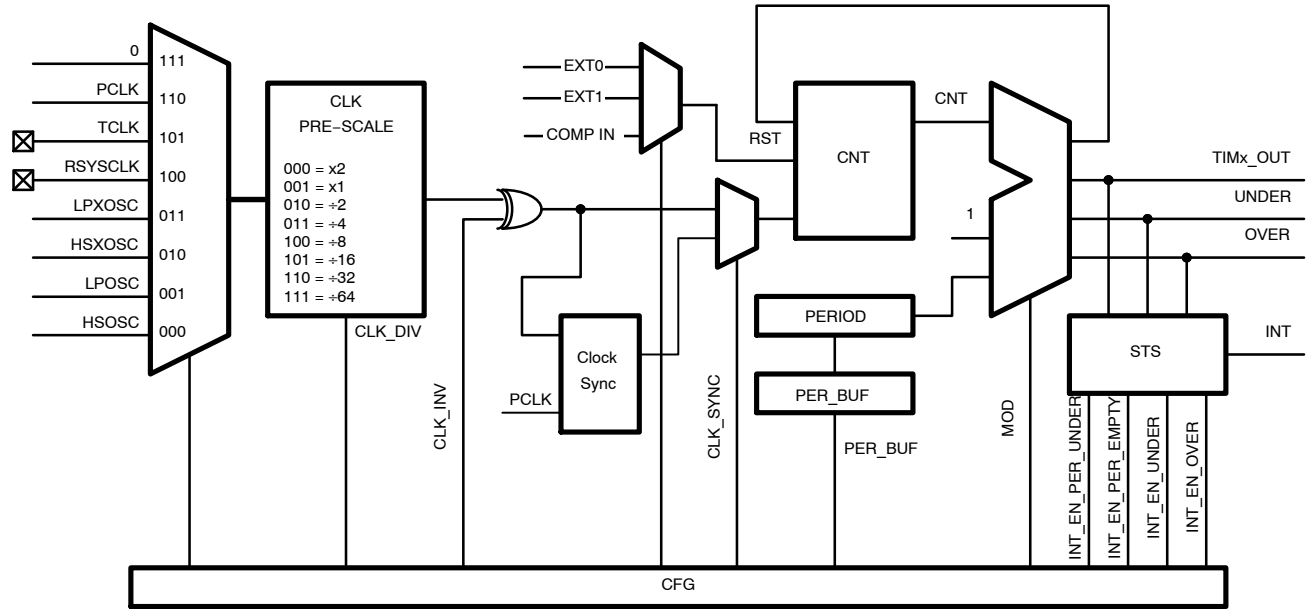 0
111
PCLK
110
TCLK
101
RSYSCLK
100
LPXOSC
011
HSXOSC
010
LPOSC
001
HSOSC
000
CLK
PRE−SCALE
000 = x2
001 = x1
010 = ÷2
011 = ÷4
100 = ÷8
101 = ÷16
110 = ÷32
111 = ÷64
CLK_DIV
CLK_INV
EXT0
EXT1
COMP IN
Clock
Sync
PCLK
CLK_SYNC
RST
CNT
CNT
1
PERIOD
PER_BUF
PER_BUF
MOD
TIMx_OUT
UNDER
OVER
STS
INT
INT_EN_PER_UNDER
INT_EN_PER_EMPTY
INT_EN_UNDER
INT_EN_OVER
CFG